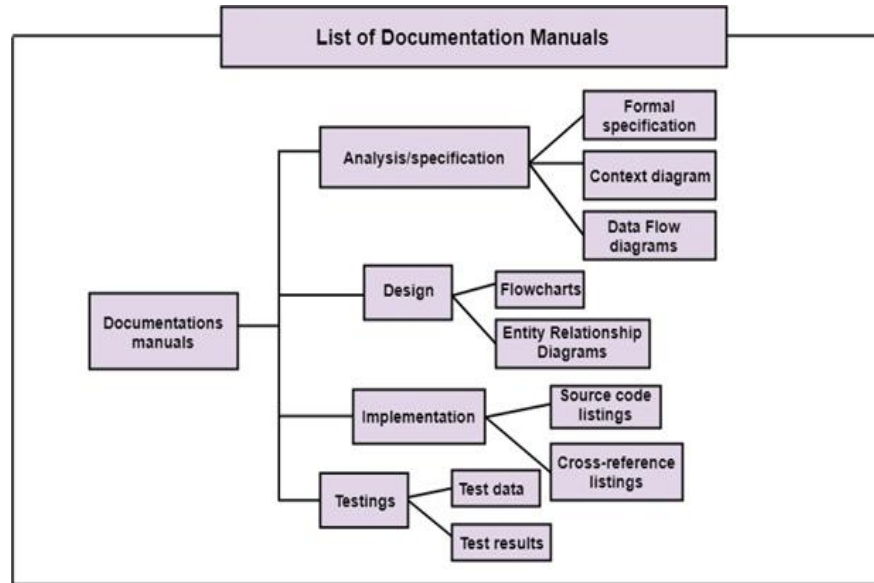 List of Documentation Manuals
Formal
specification
Analysis/specification
Context diagram
Data Flow
diagrams
Documentations
manuals
Design
Flowcharts
Entity Relationship
Diagrams
Implementation
Source code
listings
Cross-reference
listings
Testings
Test data
Test results